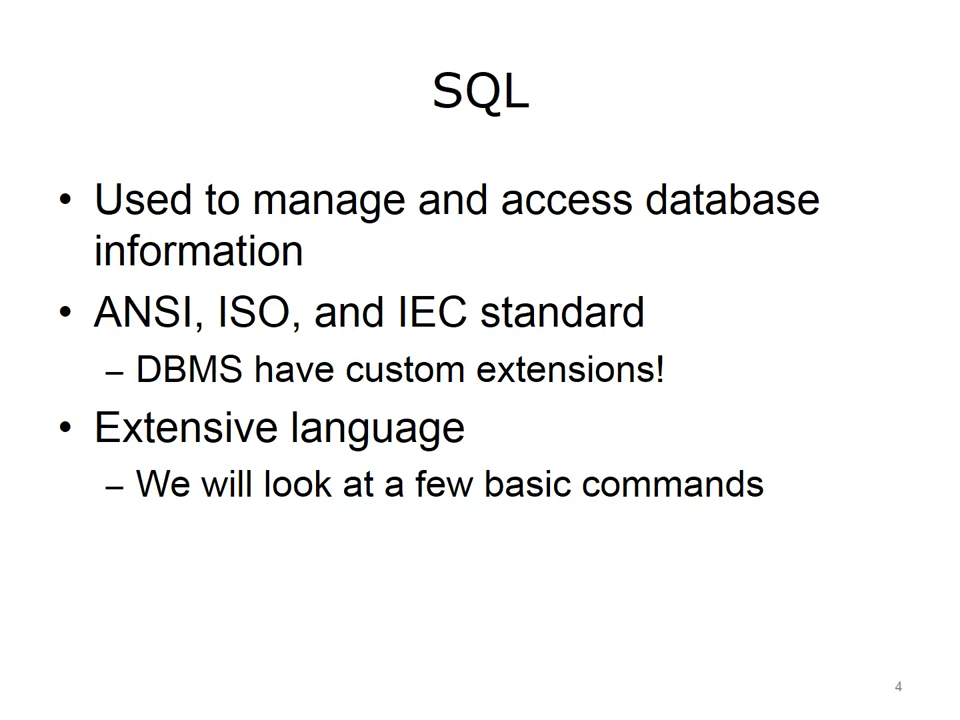 SQL
• Used to manage and access database
information
• ANSI, ISO, and IEC standard
– DBMS have custom extensions!
• Extensive language
– We will look at a few basic commands
4